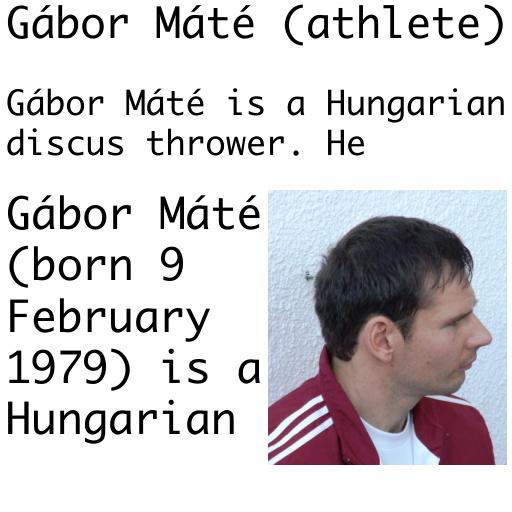 Gábor Máté (athlete)
Gábor Máté is a Hungarian
discus thrower. He
Gábor Máté
(born 9
February
1979) is a
Hungarian